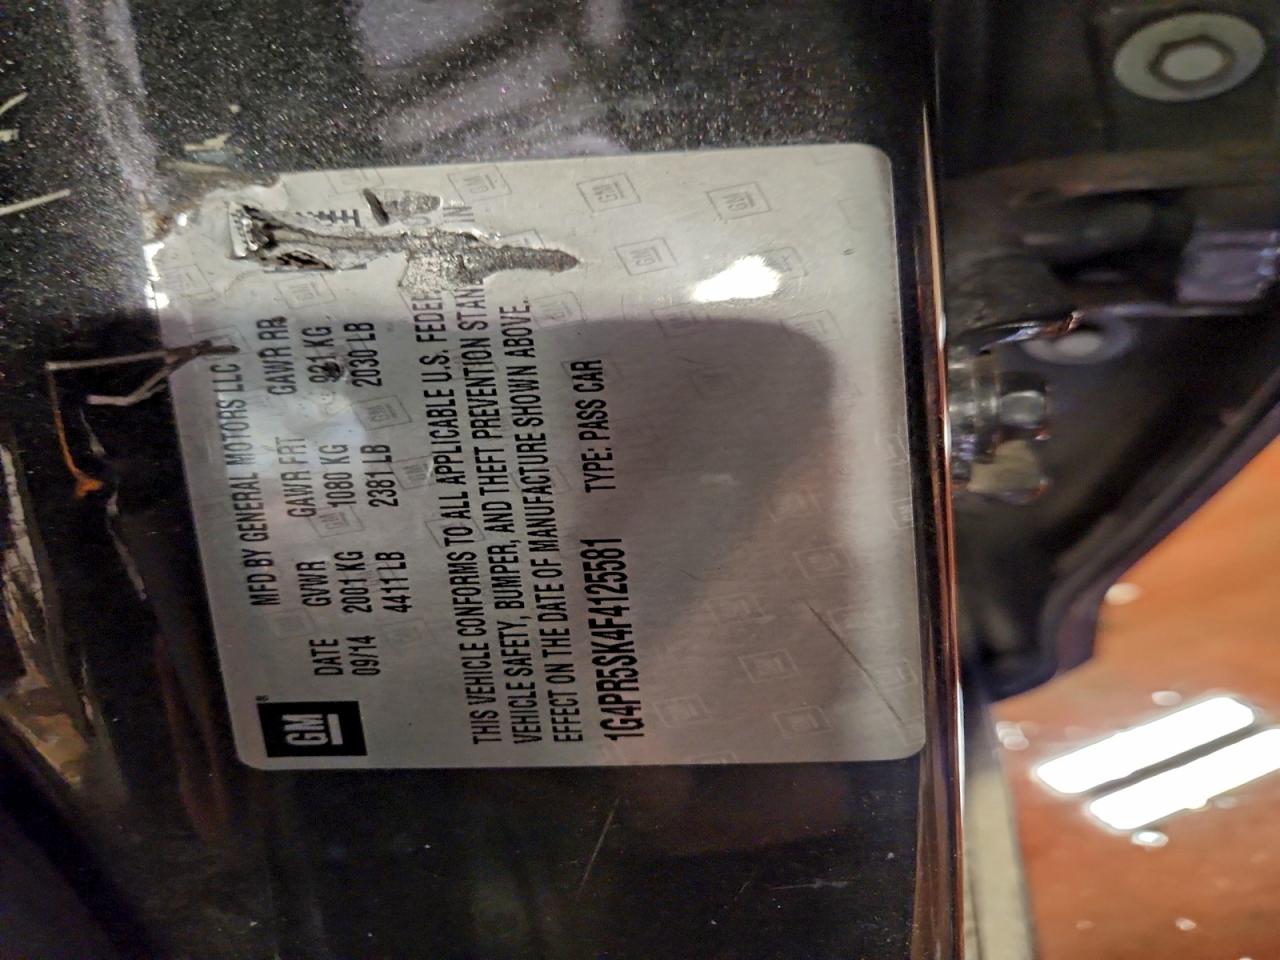 GM
MFD BY GENERAL MOTORS LLC
DATE GVWR GAWR FRT GAWR RR
09/14 2001 KG 1080 KG 921 KG
4411 LB 2381 LB 2030 LB
THIS VEHICLE CONFORMS TO ALL APPLICABLE U.S.
VEHICLE SAFETY, BUMPER, AND THEFT PREVENTION IN
EFFECT ON THE DATE OF MANUFACTURE SHOWN ABOVE.
1G4PR5SK4F4125581 TYPE: PASS CAR